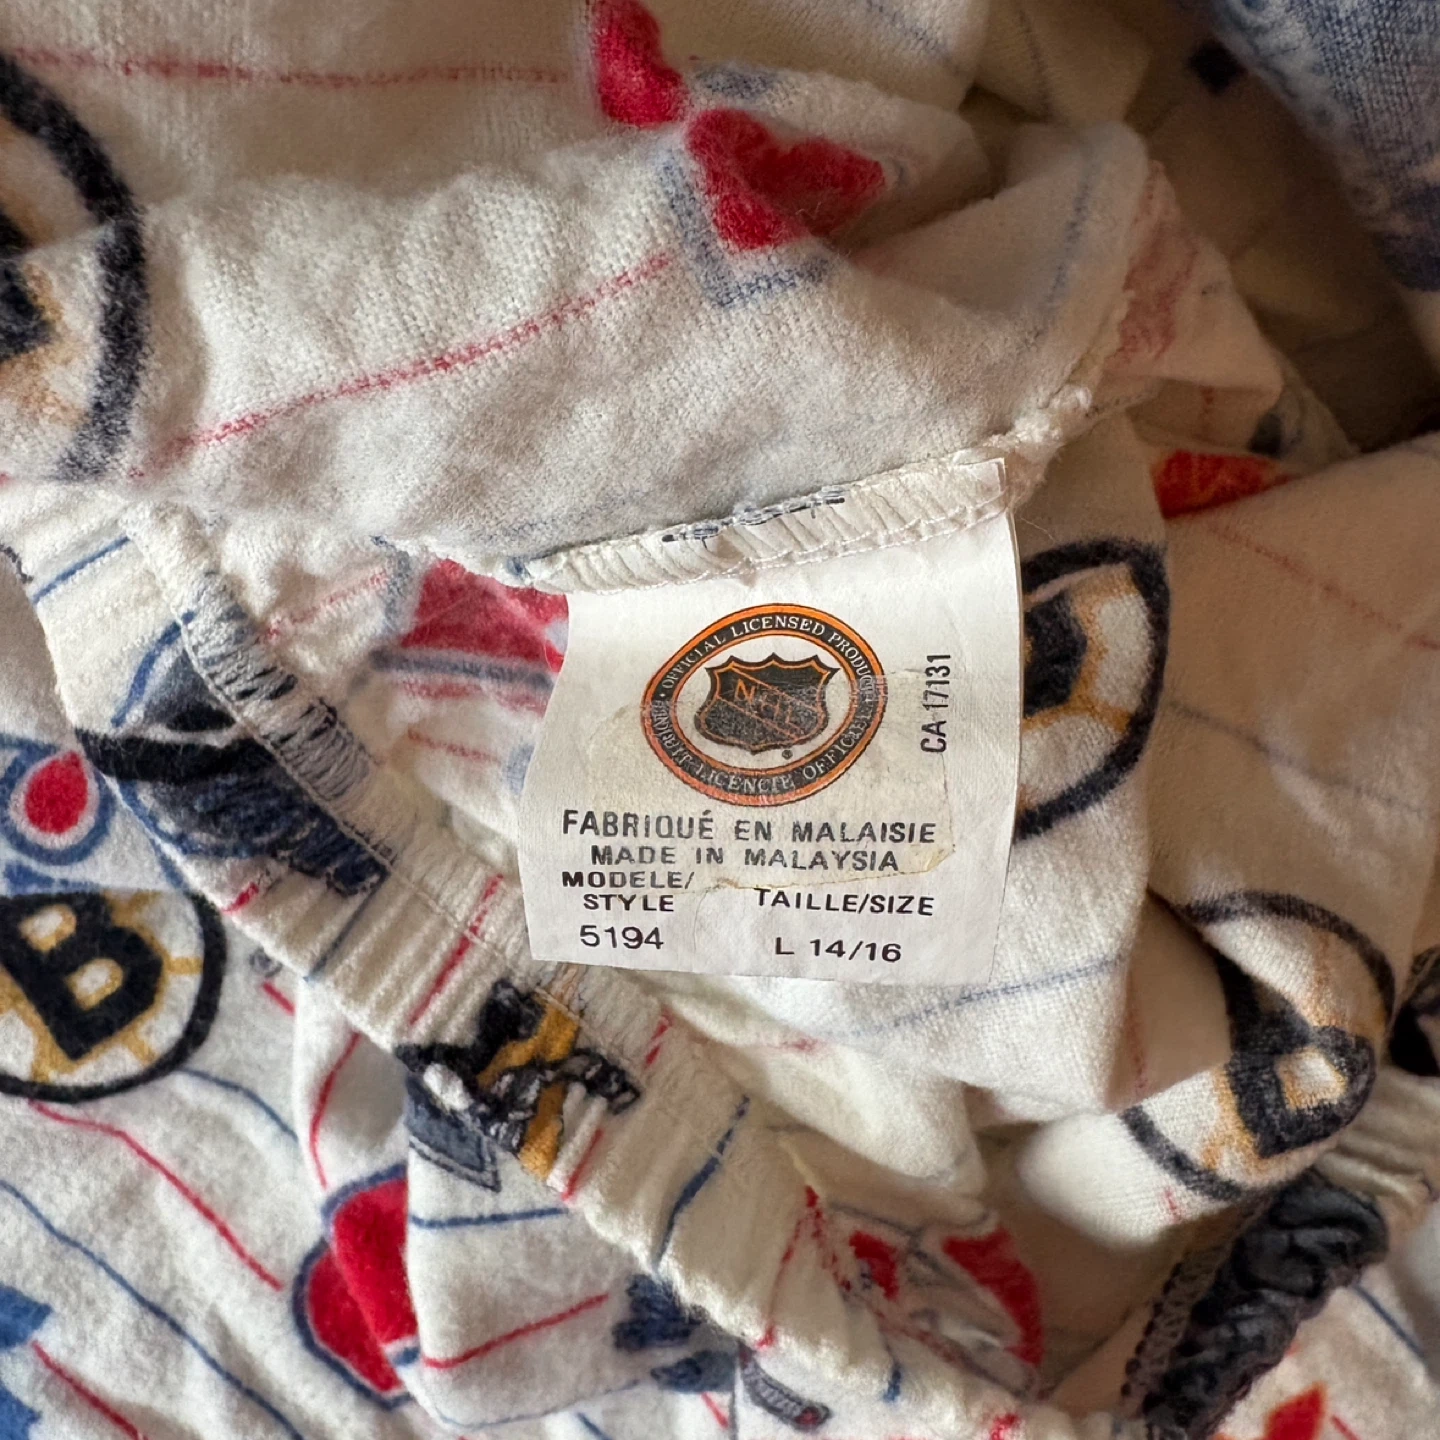 OFFICIAL LICENSED PRODUCT
NHL
®
PRODUIT LICENCIÉ OFFICIEL
CA 17131
FABRIQUÉ EN MALAISIE
MADE IN MALAYSIA
MODELE/
STYLE TAILLE/SIZE
5194 L 14/16
B
B